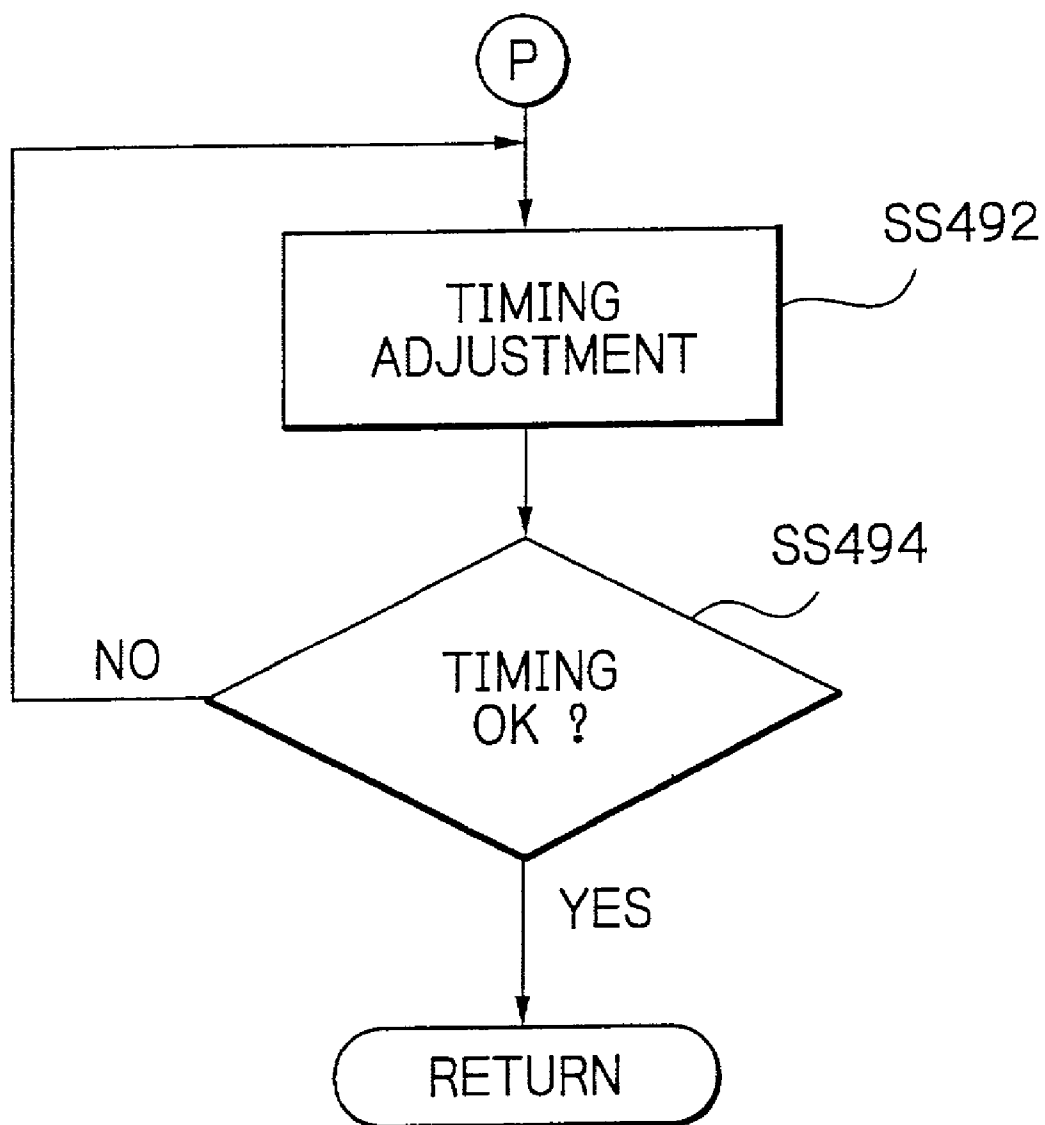 P
SS492
TIMING
ADJUSTMENT
SS494
NO
TIMING
OK ?
YES
RETURN